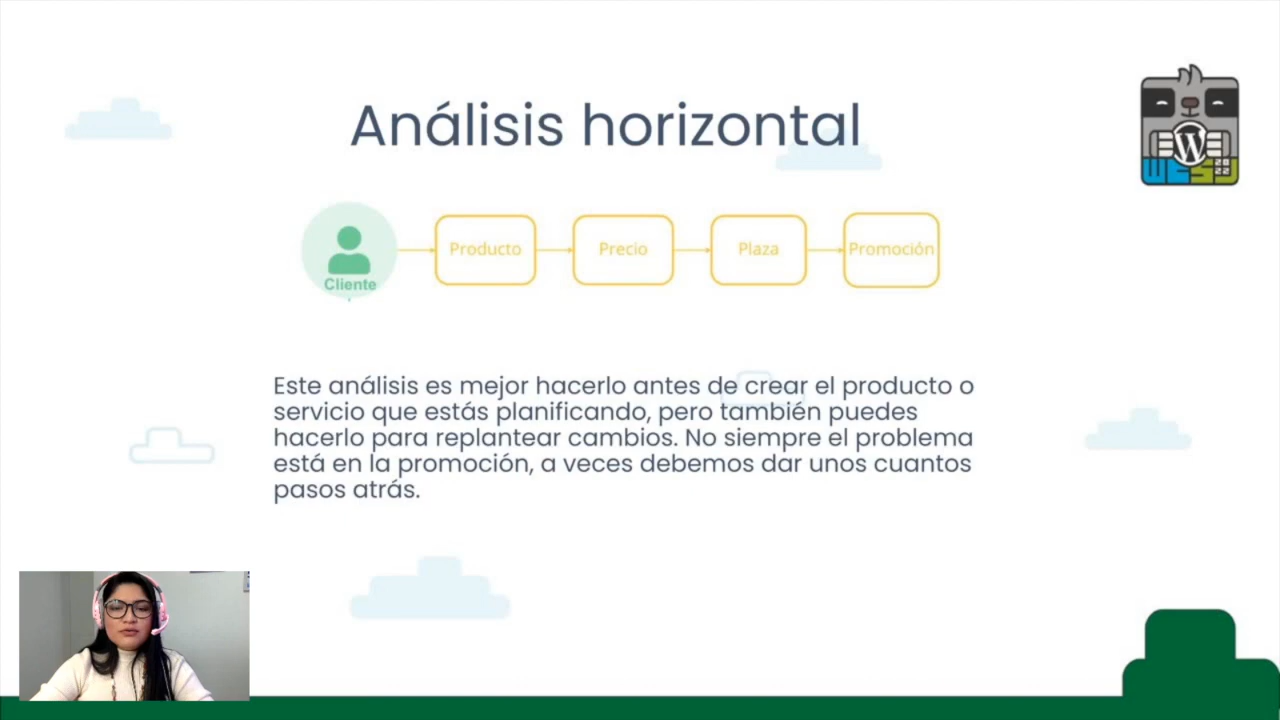 Análisis horizontal
Cliente
Producto
Precio
Plaza
Promoción
Este análisis es mejor hacerlo antes de crear el producto o
servicio que estás planificando, pero también puedes
hacerlo para replantear cambios. No siempre el problema
está en la promoción, a veces debemos dar unos cuantos
pasos atrás.
W